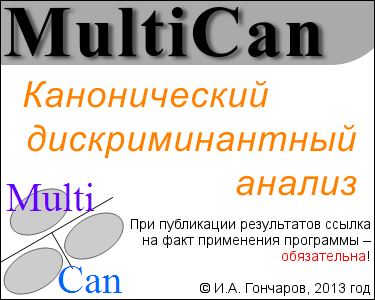 MultiCan
Канонический
дискриминантный
анализ
Multi
Can
При публикации результатов ссылка
на факт применения программы –
обязательна!
© И.А. Гончаров, 2013 год